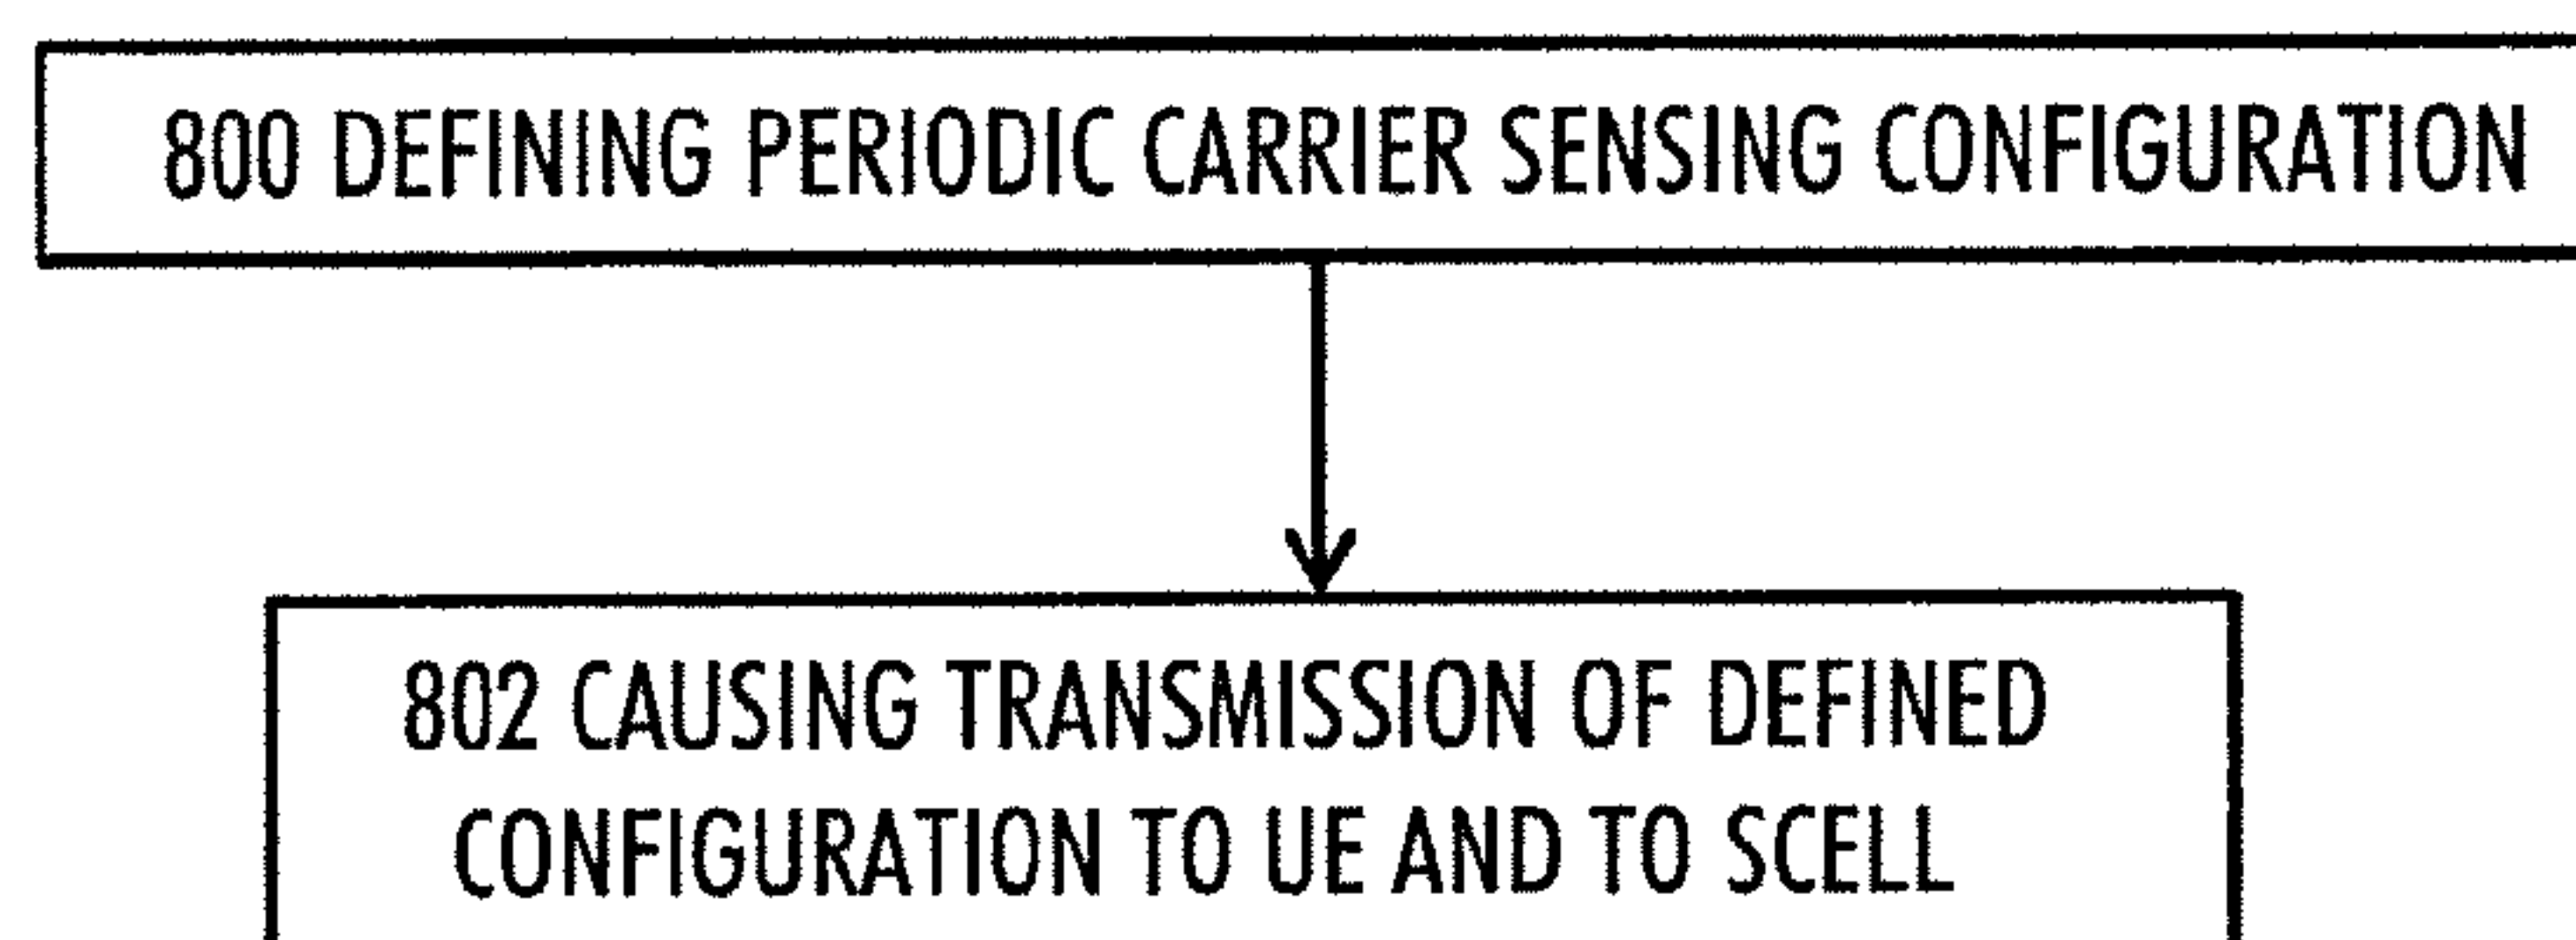 800 DEFINING PERIODIC CARRIER SENSING CONFIGURATION
802 CAUSING TRANSMISSION OF DEFINED
CONFIGURATION TO UE AND TO SCELL